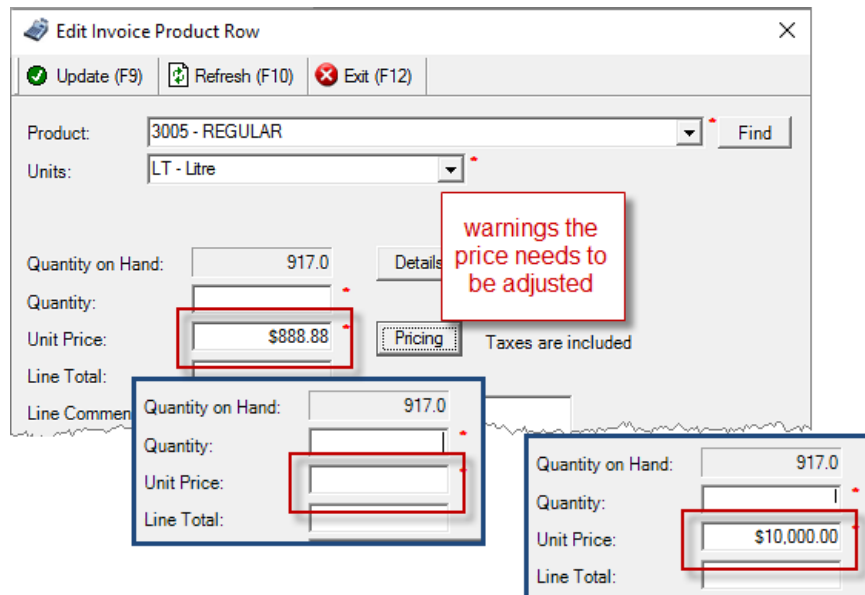 Edit Invoice Product Row
Update (F9) Refresh (F10) Exit (F12)
Product: 3005 - REGULAR * Find
Units: LT - Litre *
warnings the
price needs to
be adjusted
Quantity on Hand: 917.0 Details
Quantity: *
Unit Price: $888.88 * Pricing Taxes are included
Line Total:
Line Commen
Quantity on Hand: 917.0
Quantity: *
Unit Price: *
Line Total:
Quantity on Hand: 917.0
Quantity: *
Unit Price: $10,000.00 *
Line Total: